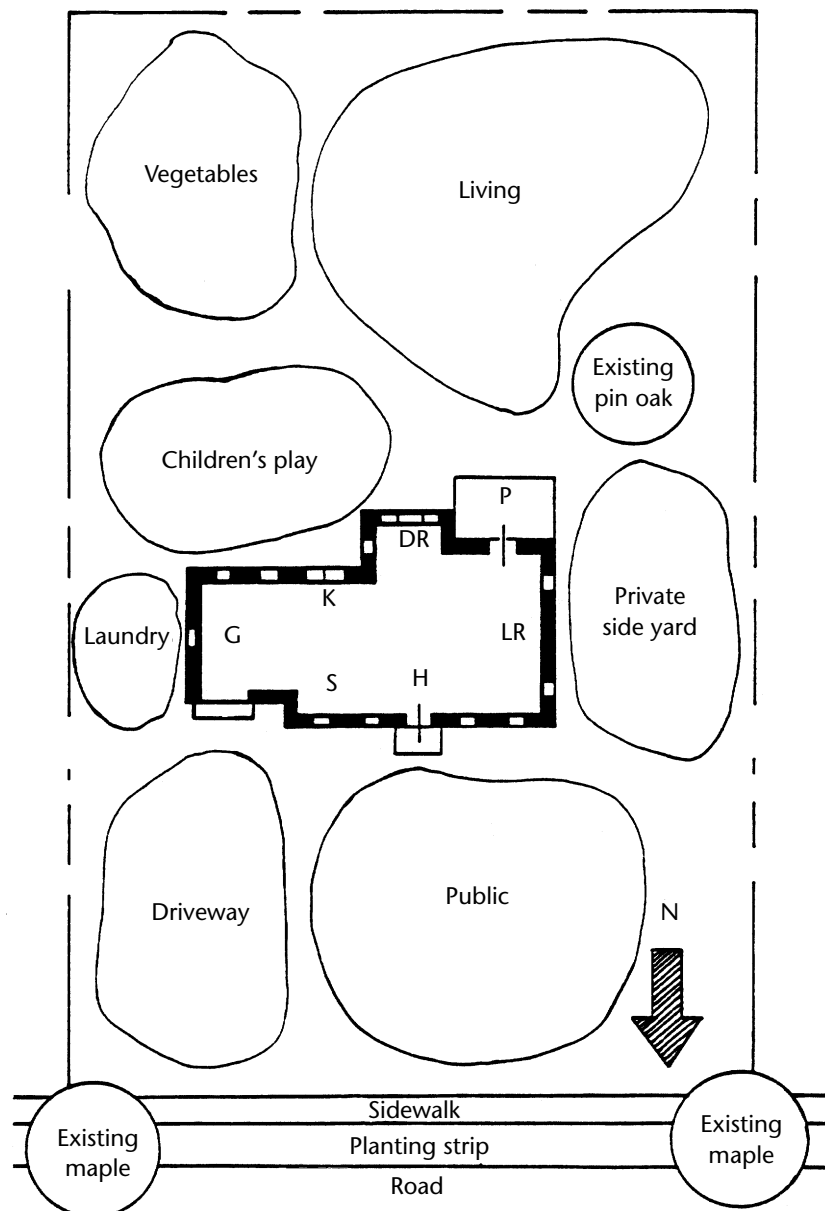 Vegetables
Living
Existing
pin oak
Children's play
P
DR
K
Laundry
G
LR
Private
side yard
S
H
Driveway
Public
N
Sidewalk
Existing
maple
Planting strip
Existing
maple
Road